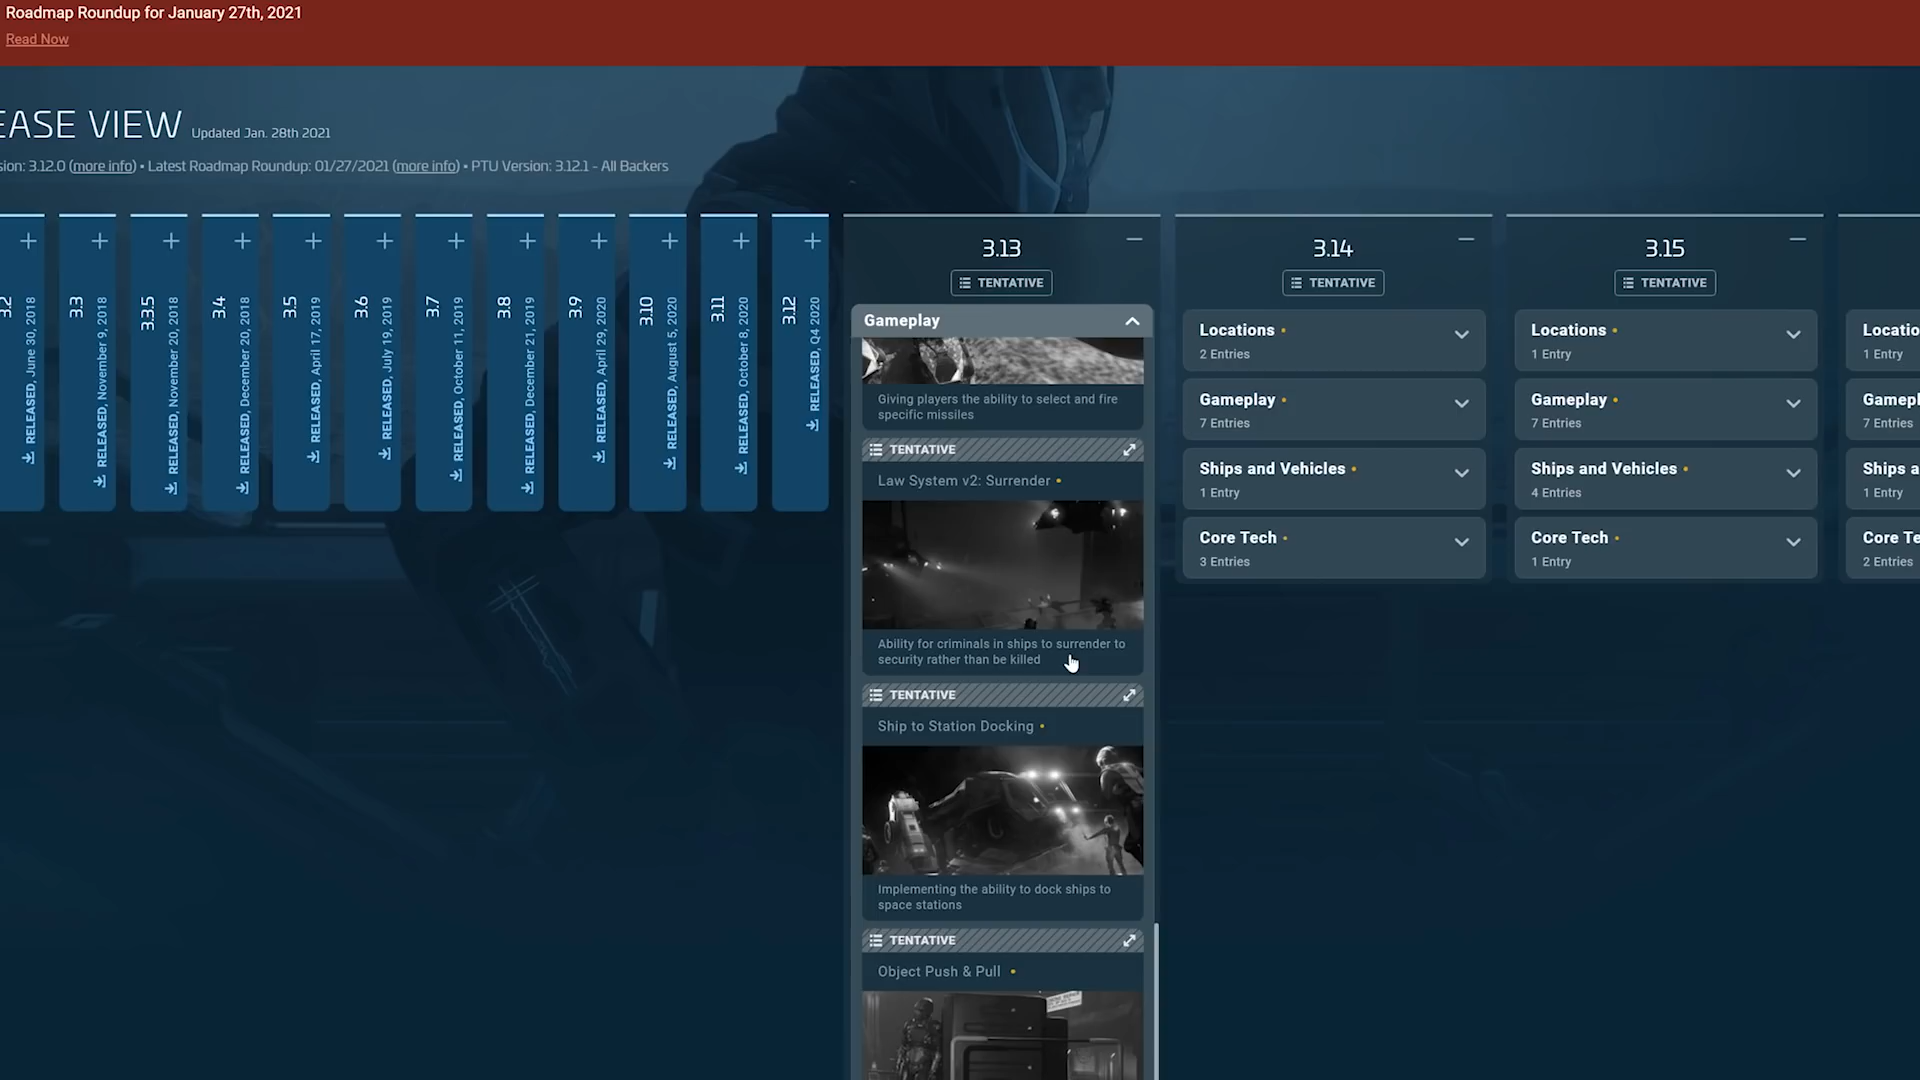 Roadmap Roundup for January 27th, 2021
Read Now
EASE VIEW Updated Jan. 28th 2021
sion: 3.12.0 (more info) • Latest Roadmap Roundup: 01/27/2021 (more info) • PTU Version: 3.12.1 - All Backers
3.2 RELEASED, June 30, 2018
3.3 RELEASED, November 9, 2018
3.3.5 RELEASED, November 20, 2018
3.4 RELEASED, December 20, 2018
3.5 RELEASED, April 17, 2019
3.6 RELEASED, July 19, 2019
3.7 RELEASED, October 11, 2019
3.8 RELEASED, December 21, 2019
3.9 RELEASED, April 29, 2020
3.10 RELEASED, August 5, 2020
3.11 RELEASED, October 8, 2020
3.12 RELEASED, Q4 2020
3.13
TENTATIVE
Gameplay
Giving players the ability to select and fire
specific missiles
TENTATIVE
Law System v2: Surrender •
Ability for criminals in ships to surrender to
security rather than be killed
TENTATIVE
Ship to Station Docking •
Implementing the ability to dock ships to
space stations
TENTATIVE
Object Push & Pull •
3.14
TENTATIVE
Locations •
2 Entries
Gameplay •
7 Entries
Ships and Vehicles •
1 Entry
Core Tech •
3 Entries
3.15
TENTATIVE
Locations •
1 Entry
Gameplay •
7 Entries
Ships and Vehicles •
4 Entries
Core Tech •
1 Entry
Locatio
1 Entry
Gamepl
7 Entries
Ships a
1 Entry
Core Te
2 Entries